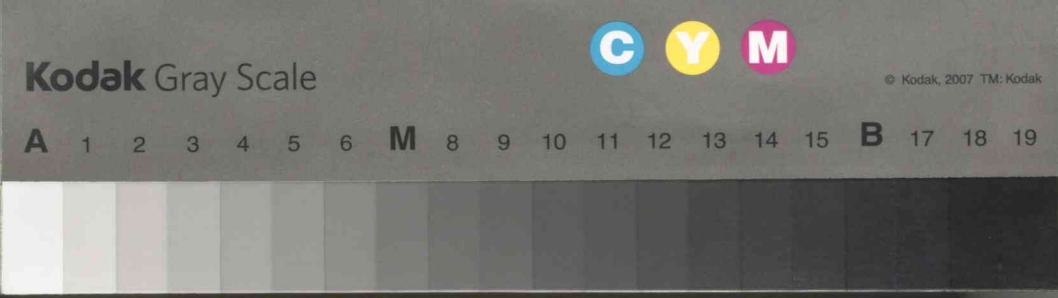 C Y M
Kodak Gray Scale
© Kodak, 2007 TM: Kodak
A 1 2 3 4 5 6 M 8 9 10 11 12 13 14 15 B 17 18 19